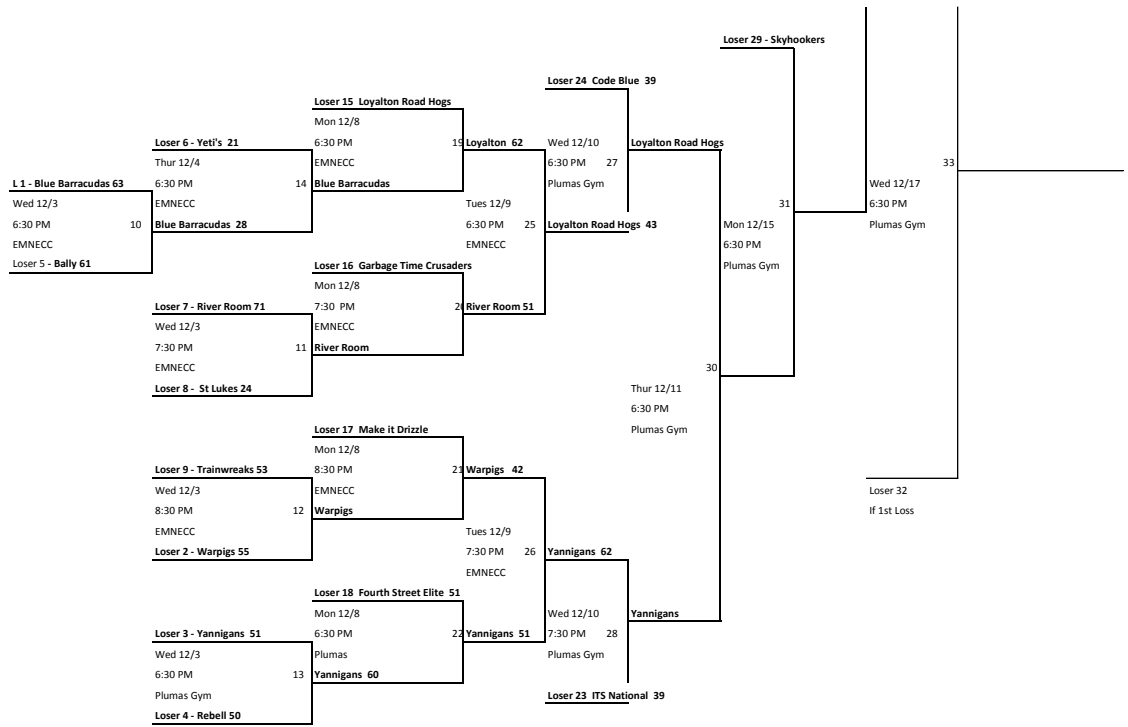 Loser 29 - Skyhookers
Loser 24 Code Blue 39
Loser 15 Loyalton Road Hogs
Mon 12/8
Loser 6 - Yeti's 21
6:30 PM
19 Loyalton 62
Wed 12/10
Loyalton Road Hogs
Thur 12/4
EMNECC
6:30 PM 27
33
L 1 - Blue Barracudas 63
6:30 PM
14 Blue Barracudas
Plumas Gym
Wed 12/17
Wed 12/3
EMNECC
Tues 12/9
31
6:30 PM
6:30 PM 10
Blue Barracudas 28
6:30 PM 25
Loyalton Road Hogs 43
Mon 12/15
Plumas Gym
EMNECC
EMNECC
6:30 PM
Loser 5 - Bally 61
Loser 16 Garbage Time Crusaders
Plumas Gym
Mon 12/8
Loser 7 - River Room 71
7:30 PM
20 River Room 51
Wed 12/3
EMNECC
7:30 PM
11 River Room
EMNECC
30
Loser 8 - St Lukes 24
Thur 12/11
6:30 PM
Loser 17 Make it Drizzle
Plumas Gym
Mon 12/8
Loser 9 - Trainwreaks 53
8:30 PM
21 Warpigs 42
Wed 12/3
EMNECC
Loser 32
8:30 PM
12 Warpigs
If 1st Loss
EMNECC
Tues 12/9
Loser 2 - Warpigs 55
7:30 PM 26
Yannigans 62
EMNECC
Loser 18 Fourth Street Elite 51
Mon 12/8
Wed 12/10
Yannigans
Loser 3 - Yannigans 51
6:30 PM
22 Yannigans 51
7:30 PM 28
Wed 12/3
Plumas
Plumas Gym
6:30 PM
13 Yannigans 60
Plumas Gym
Loser 23 ITS National 39
Loser 4 - Rebell 50